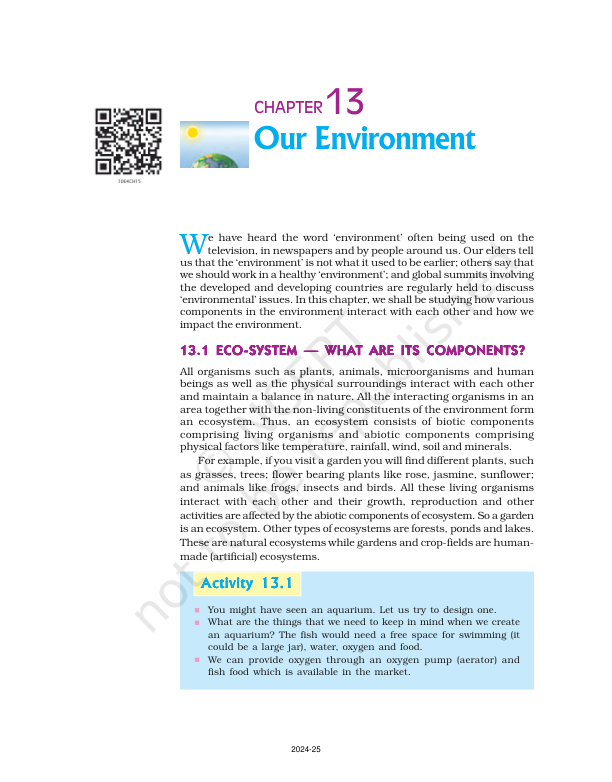 CHAPTER 13
Our Environment
1064CH15
We have heard the word ‘environment’ often being used on the
television, in newspapers and by people around us. Our elders tell
us that the ‘environment’ is not what it used to be earlier; others say that
we should work in a healthy ‘environment’; and global summits involving
the developed and developing countries are regularly held to discuss
‘environmental’ issues. In this chapter, we shall be studying how various
components in the environment interact with each other and how we
impact the environment.
13.1 ECO-SYSTEM — WHAT ARE ITS COMPONENTS?
All organisms such as plants, animals, microorganisms and human
beings as well as the physical surroundings interact with each other
and maintain a balance in nature. All the interacting organisms in an
area together with the non-living constituents of the environment form
an ecosystem. Thus, an ecosystem consists of biotic components
comprising living organisms and abiotic components comprising
physical factors like temperature, rainfall, wind, soil and minerals.
For example, if you visit a garden you will find different plants, such
as grasses, trees; flower bearing plants like rose, jasmine, sunflower;
and animals like frogs, insects and birds. All these living organisms
interact with each other and their growth, reproduction and other
activities are affected by the abiotic components of ecosystem. So a garden
is an ecosystem. Other types of ecosystems are forests, ponds and lakes.
These are natural ecosystems while gardens and crop-fields are human-
made (artificial) ecosystems.
Activity 13.1
You might have seen an aquarium. Let us try to design one.
What are the things that we need to keep in mind when we create
an aquarium? The fish would need a free space for swimming (it
could be a large jar), water, oxygen and food.
We can provide oxygen through an oxygen pump (aerator) and
fish food which is available in the market.
© NCERT
not to be republished
2024-25